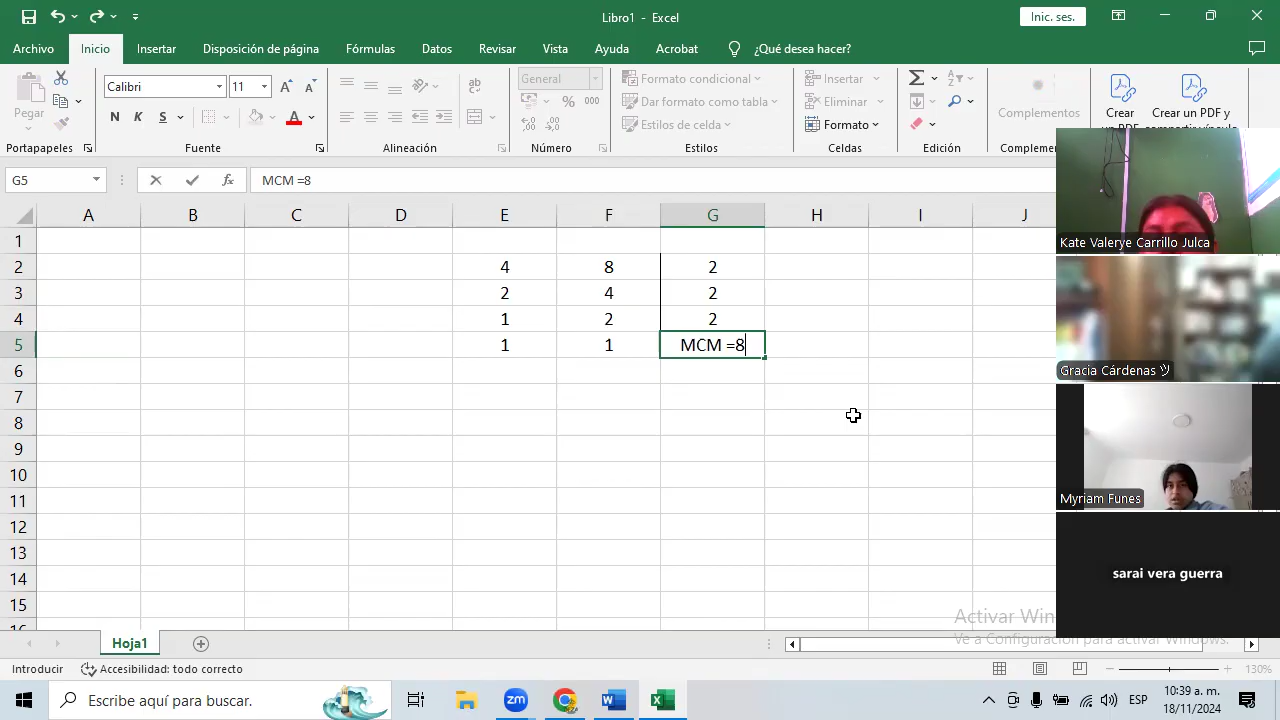 Libro1 - Excel
Inic. ses.
Archivo
Inicio
Insertar
Disposición de página
Fórmulas
Datos
Revisar
Vista
Ayuda
Acrobat
¿Qué desea hacer?
Pegar
Portapapeles
Calibri
11
N K S
Fuente
Alineación
General
% 000
Número
Formato condicional
Dar formato como tabla
Estilos de celda
Estilos
Insertar
Eliminar
Formato
Celdas
Edición
Complementos
Crear
Crear un PDF y
G5
fx
MCM =8
A B C D E F G H I J
1
2 4 8 2
3 2 4 2
4 1 2 2
5 1 1 MCM =8
6
7
8
9
10
11
12
13
14
15
Kate Valerye Carrillo Julca
Gracia Cárdenas ツ
Myriam Funes
sarai vera guerra
Ve a Configuración para activar Windows.
Hoja1
Introducir
Accesibilidad: todo correcto
130%
Escribe aquí para buscar.
zm
ESP
10:39 a. m.
18/11/2024